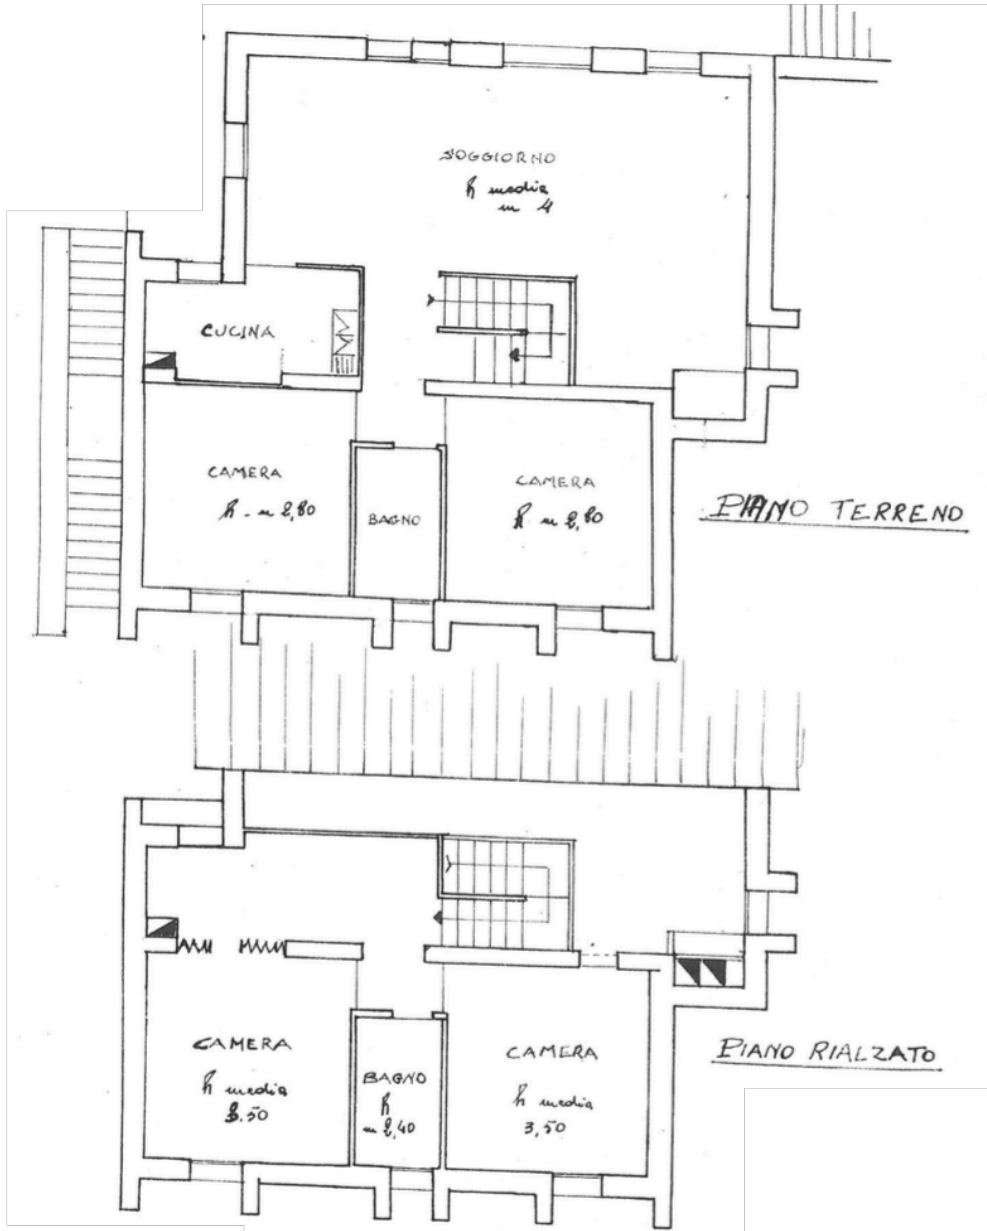 SOGGIORNO
h media
m 4
CUCINA
CAMERA
h - m 2,80
BAGNO
CAMERA
h m 2,80
PIANO TERRENO
CAMERA
h media
3.50
BAGNO
h
m 2,40
CAMERA
h media
3,50
PIANO RIALZATO